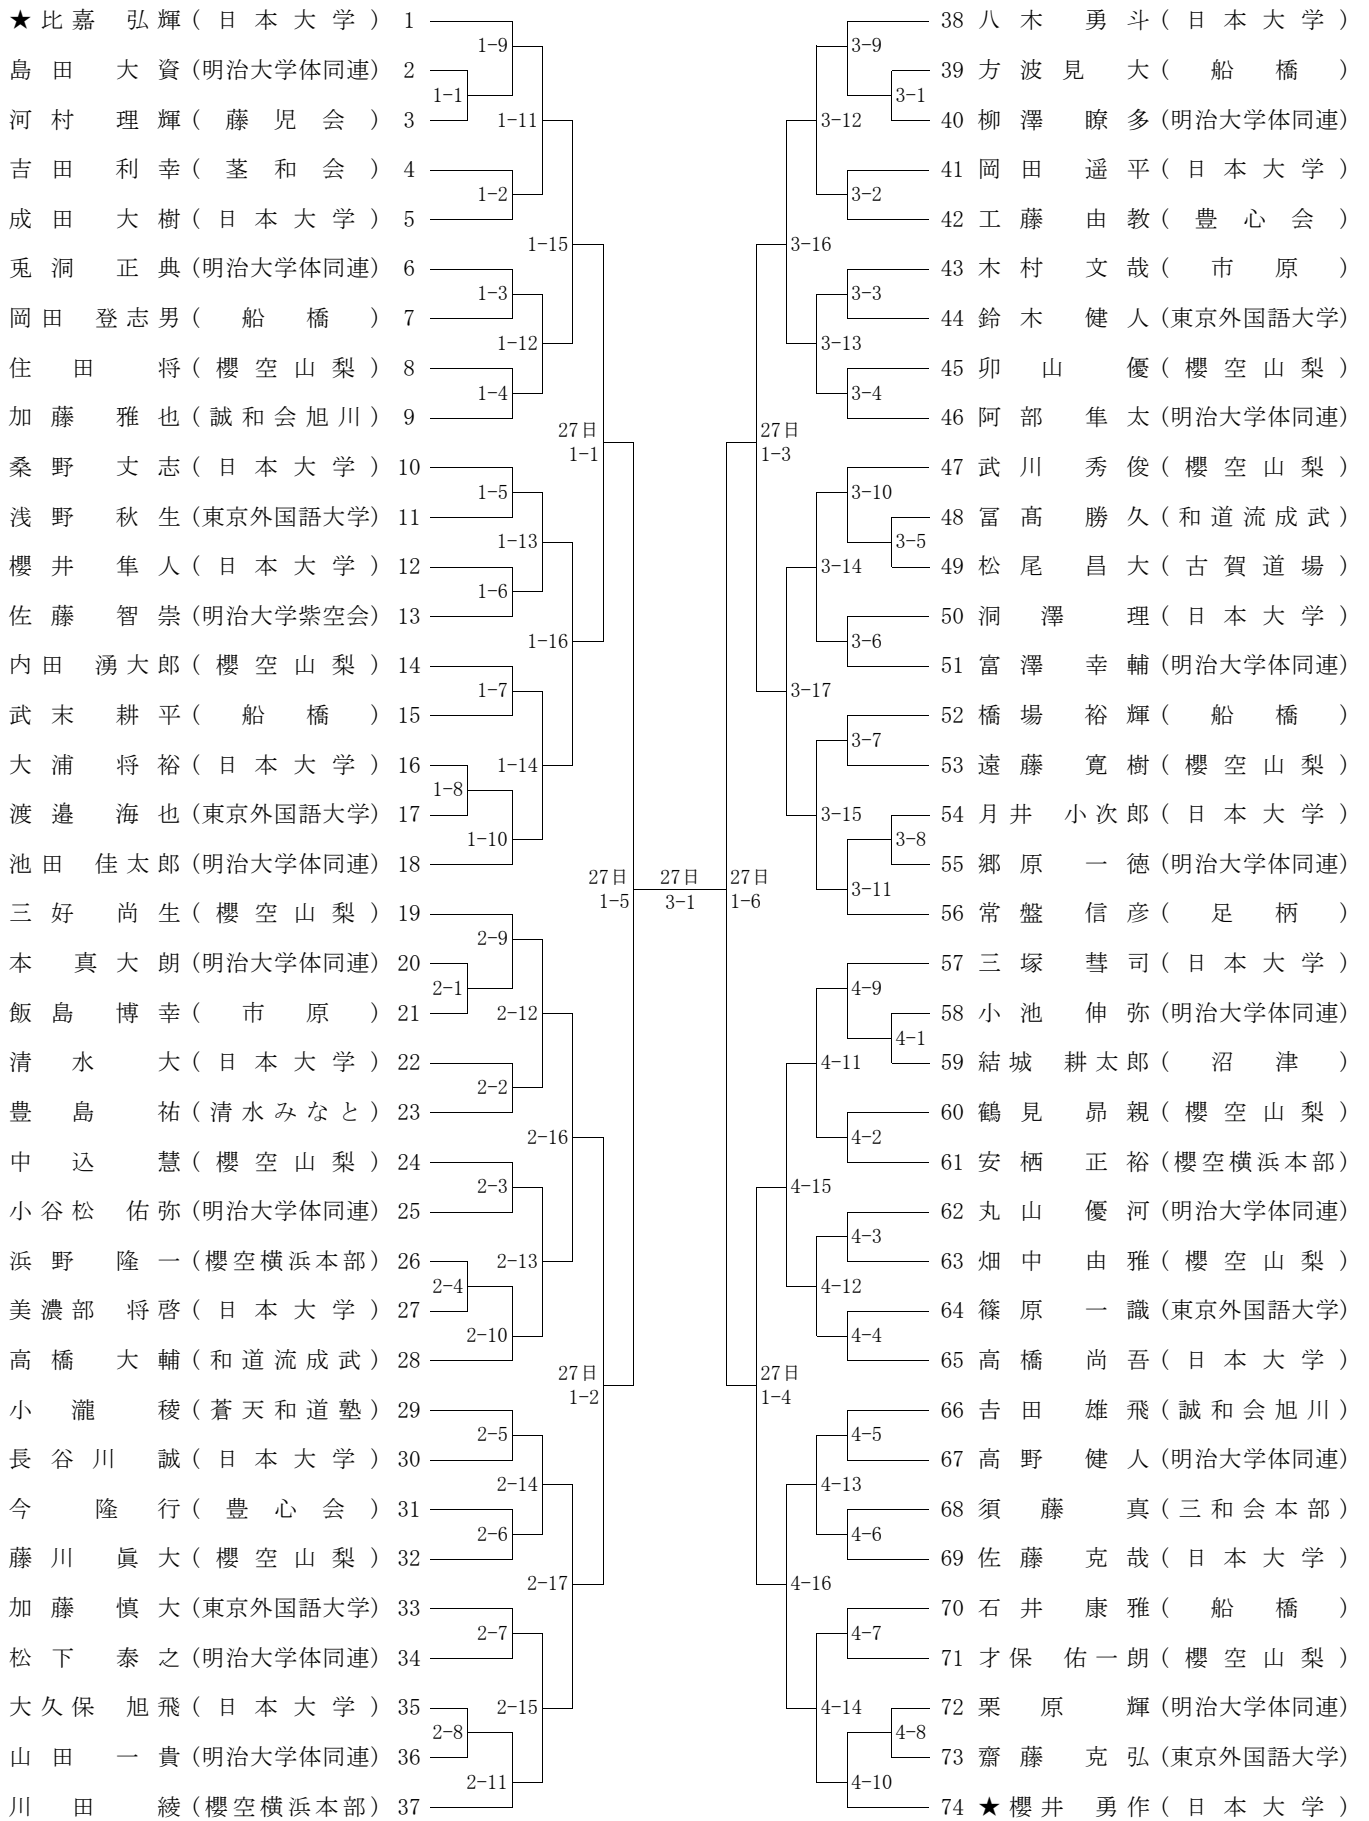 ★比嘉 弘輝(日本大学) 1
島田 大資(明治大学体同連) 2
河村 理輝(藤児会) 3
吉田 利幸(茎和会) 4
成田 大樹(日本大学) 5
兎洞 正典(明治大学体同連) 6
岡田 登志男(船橋) 7
住田 将(櫻空山梨) 8
加藤 雅也(誠和会旭川) 9
桑野 丈志(日本大学) 10
浅野 秋生(東京外国語大学) 11
櫻井 隼人(日本大学) 12
佐藤 智崇(明治大学紫空会) 13
内田 湧大郎(櫻空山梨) 14
武末 耕平(船橋) 15
大浦 将裕(日本大学) 16
渡邉 海也(東京外国語大学) 17
池田 佳太郎(明治大学体同連) 18
三好 尚生(櫻空山梨) 19
本 真大朗(明治大学体同連) 20
飯島 博幸(市原) 21
清水 大(日本大学) 22
豊島 祐(清水みなと) 23
中込 慧(櫻空山梨) 24
小谷松 佑弥(明治大学体同連) 25
浜野 隆一(櫻空横浜本部) 26
美濃部 将啓(日本大学) 27
高橋 大輔(和道流成武) 28
小瀧 稜(蒼天和道塾) 29
長谷川 誠(日本大学) 30
今 隆行(豊心会) 31
藤川 眞大(櫻空山梨) 32
加藤 慎大(東京外国語大学) 33
松下 泰之(明治大学体同連) 34
大久保 旭飛(日本大学) 35
山田 一貴(明治大学体同連) 36
川田 綾(櫻空横浜本部) 37
1-9
1-1
1-11
1-2
1-15
1-3
1-12
1-4
27日
1-1
1-5
1-13
1-6
1-16
1-7
1-14
1-8
1-10
27日
1-5
2-9
2-1
2-12
2-2
2-16
2-3
2-13
2-4
2-10
27日
1-2
2-5
2-14
2-6
2-17
2-7
2-15
2-8
2-11
27日
3-1
27日
1-6
3-9
3-1
3-12
3-2
3-16
3-3
3-13
3-4
27日
1-3
3-10
3-5
3-14
3-6
3-17
3-7
3-15
3-8
3-11
4-9
4-1
4-11
4-2
4-15
4-3
4-12
4-4
27日
1-4
4-5
4-13
4-6
4-16
4-7
4-14
4-8
4-10
38 八木 勇斗(日本大学)
39 方波見 大(船橋)
40 柳澤 瞭多(明治大学体同連)
41 岡田 遥平(日本大学)
42 工藤 由教(豊心会)
43 木村 文哉(市原)
44 鈴木 健人(東京外国語大学)
45 卯山 優(櫻空山梨)
46 阿部 隼太(明治大学体同連)
47 武川 秀俊(櫻空山梨)
48 冨髙 勝久(和道流成武)
49 松尾 昌大(古賀道場)
50 洞澤 理(日本大学)
51 富澤 幸輔(明治大学体同連)
52 橋場 裕輝(船橋)
53 遠藤 寛樹(櫻空山梨)
54 月井 小次郎(日本大学)
55 郷原 一徳(明治大学体同連)
56 常盤 信彦(足柄)
57 三塚 彗司(日本大学)
58 小池 伸弥(明治大学体同連)
59 結城 耕太郎(沼津)
60 鶴見 昴親(櫻空山梨)
61 安栖 正裕(櫻空横浜本部)
62 丸山 優河(明治大学体同連)
63 畑中 由雅(櫻空山梨)
64 篠原 一識(東京外国語大学)
65 高橋 尚吾(日本大学)
66 𠮷田 雄飛(誠和会旭川)
67 高野 健人(明治大学体同連)
68 須藤 真(三和会本部)
69 佐藤 克哉(日本大学)
70 石井 康雅(船橋)
71 才保 佑一朗(櫻空山梨)
72 栗原 輝(明治大学体同連)
73 齋藤 克弘(東京外国語大学)
74 ★櫻井 勇作(日本大学)